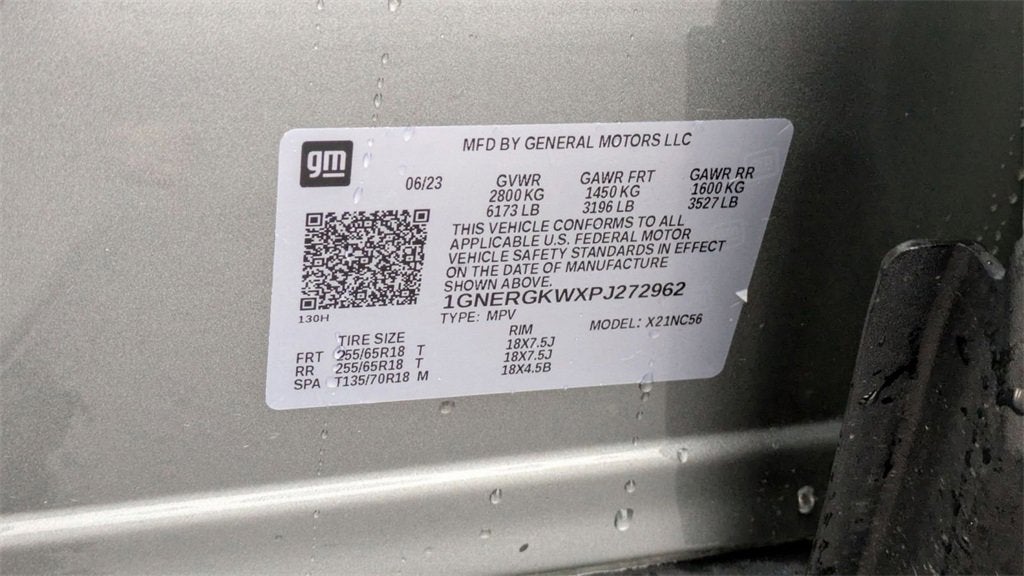 gm
MFD BY GENERAL MOTORS LLC
06/23
GVWR GAWR FRT GAWR RR
2800 KG 1450 KG 1600 KG
6173 LB 3196 LB 3527 LB
THIS VEHICLE CONFORMS TO ALL
APPLICABLE U.S. FEDERAL MOTOR
VEHICLE SAFETY STANDARDS IN EFFECT
ON THE DATE OF MANUFACTURE
SHOWN ABOVE.
1GNERGKWXPJ272962
130H
TYPE: MPV MODEL: X21NC56
TIRE SIZE RIM
FRT 255/65R18 T 18X7.5J
RR 255/65R18 T 18X7.5J
SPA T135/70R18 M 18X4.5B